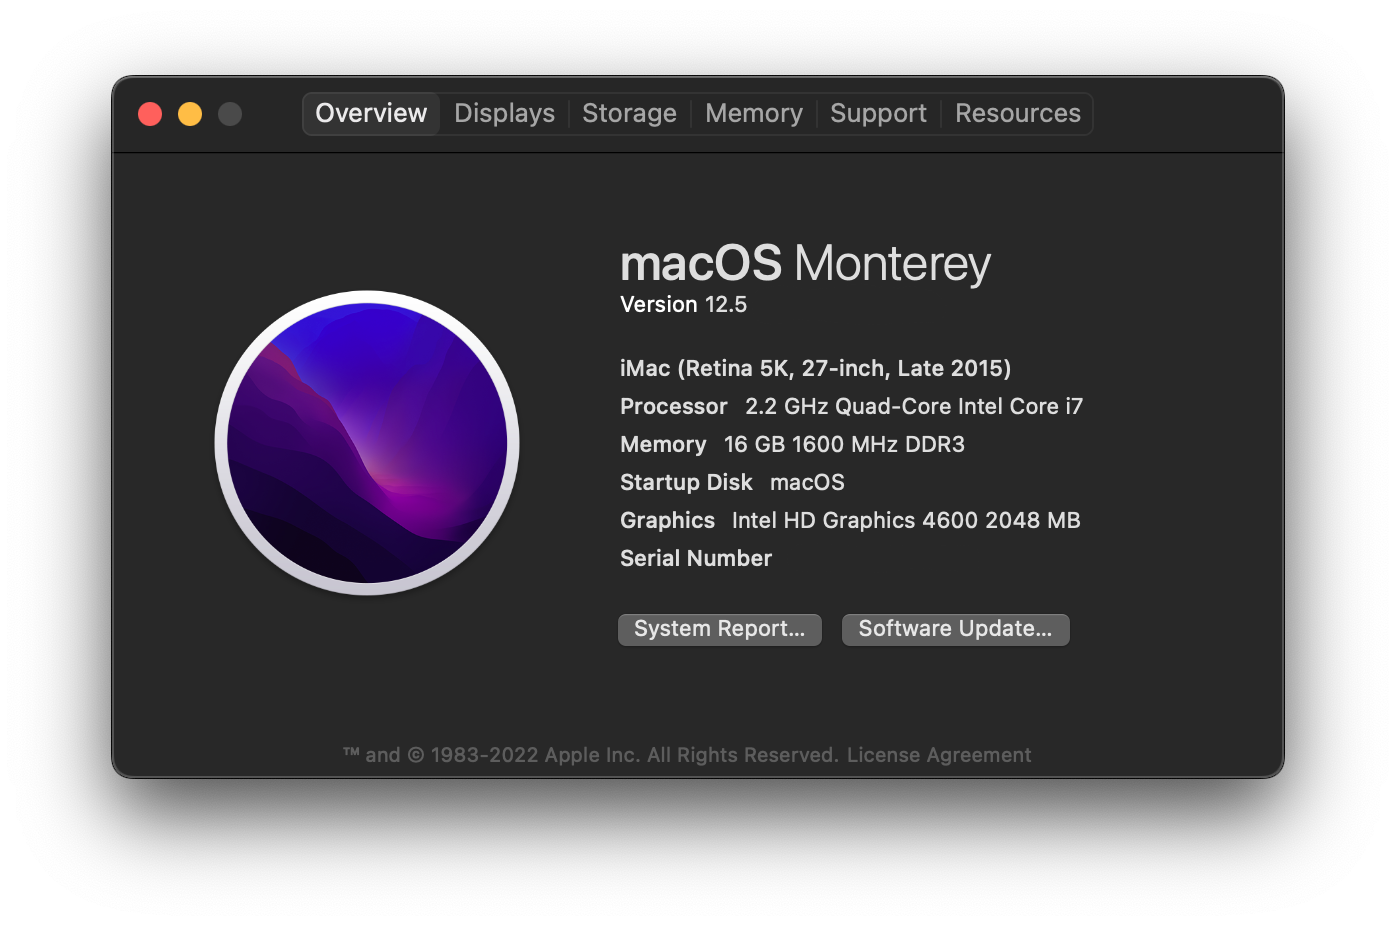 Overview Displays Storage Memory Support Resources
macOS Monterey
Version 12.5
iMac (Retina 5K, 27-inch, Late 2015)
Processor 2.2 GHz Quad-Core Intel Core i7
Memory 16 GB 1600 MHz DDR3
Startup Disk macOS
Graphics Intel HD Graphics 4600 2048 MB
Serial Number
System Report... Software Update...
™ and © 1983-2022 Apple Inc. All Rights Reserved. License Agreement